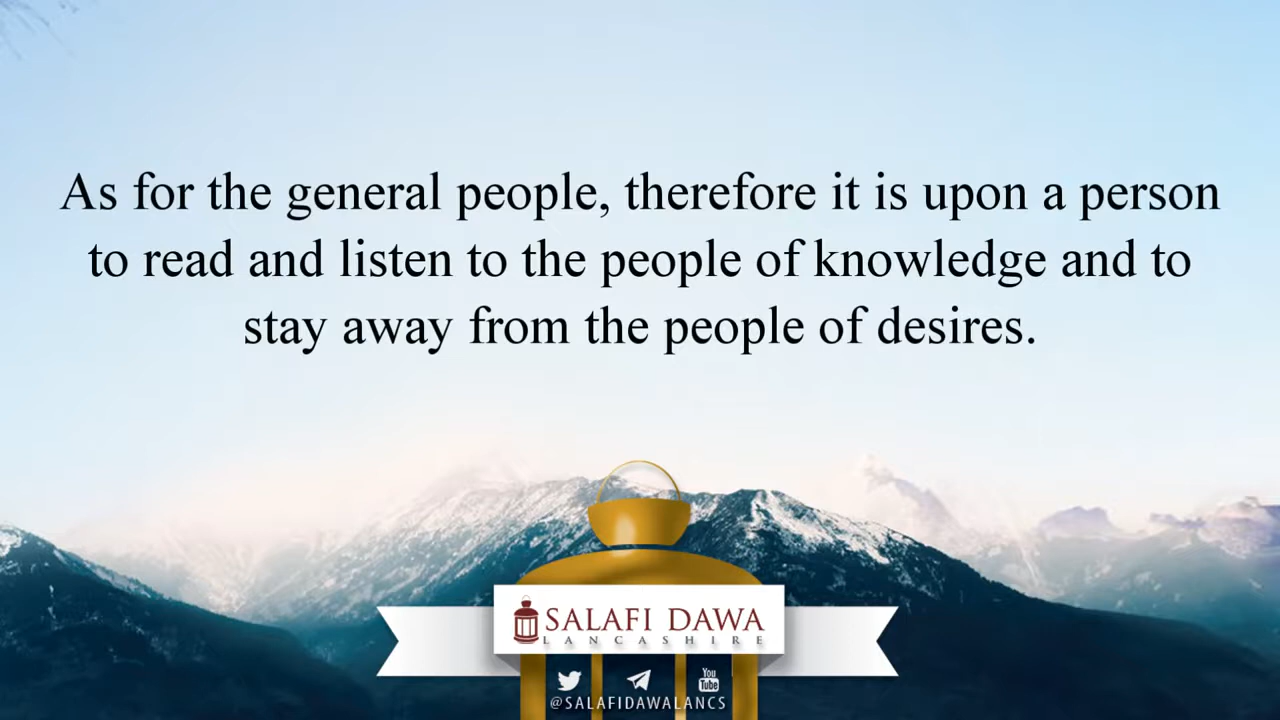 As for the general people, therefore it is upon a person
to read and listen to the people of knowledge and to
stay away from the people of desires.
SALAFI DAWA
LANCASHIRE
You
Tube
@SALAFIDAWALANCS